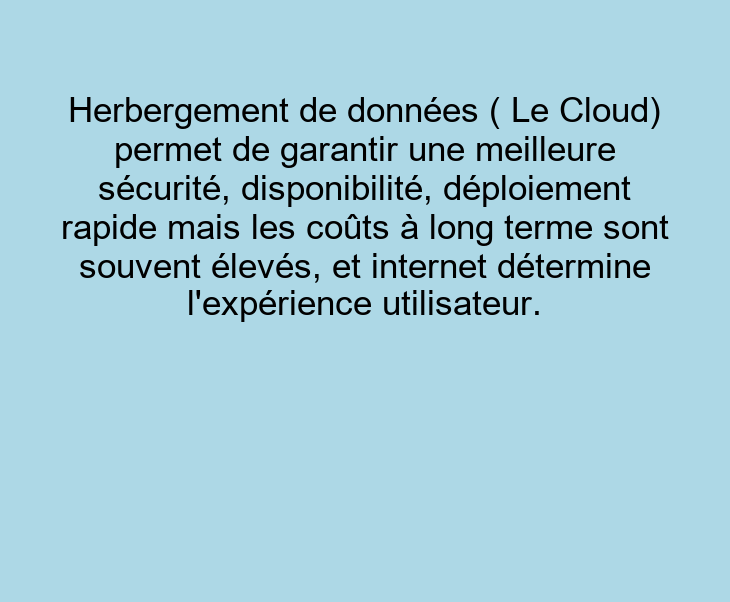 Herbergement de données ( Le Cloud)
permet de garantir une meilleure
sécurité, disponibilité, déploiement
rapide mais les coûts à long terme sont
souvent élevés, et internet détermine
l'expérience utilisateur.